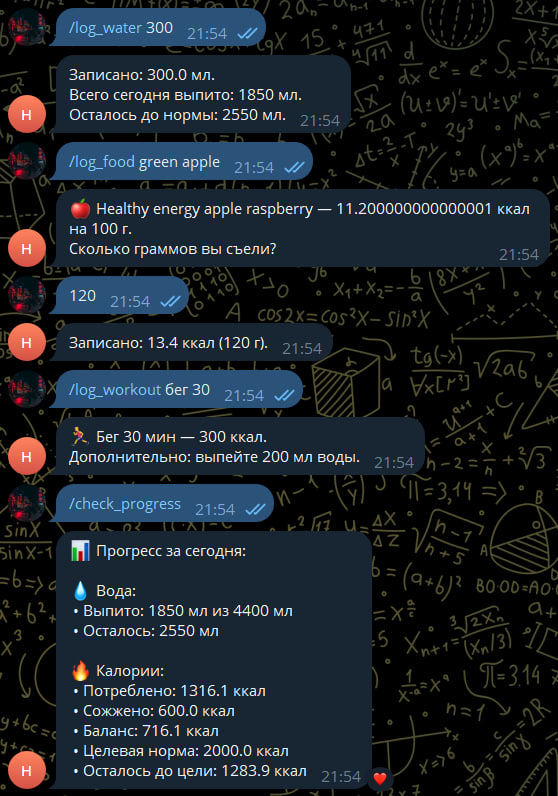 /log_water 300 21:54
Записано: 300.0 мл.
Всего сегодня выпито: 1850 мл.
Осталось до нормы: 2550 мл. 21:54
Н
/log_food green apple 21:54
🍎 Healthy energy apple raspberry — 11.200000000000001 ккал
на 100 г.
Сколько граммов вы съели? 21:54
Н
120 21:54
Записано: 13.4 ккал (120 г). 21:54
Н
/log_workout бег 30 21:54
🏃 Бег 30 мин — 300 ккал.
Дополнительно: выпейте 200 мл воды. 21:54
Н
/check_progress 21:54
📊 Прогресс за сегодня:
💧 Вода:
• Выпито: 1850 мл из 4400 мл
• Осталось: 2550 мл
🔥 Калории:
• Потреблено: 1316.1 ккал
• Сожжено: 600.0 ккал
• Баланс: 716.1 ккал
• Целевая норма: 2000.0 ккал
• Осталось до цели: 1283.9 ккал 21:54
Н